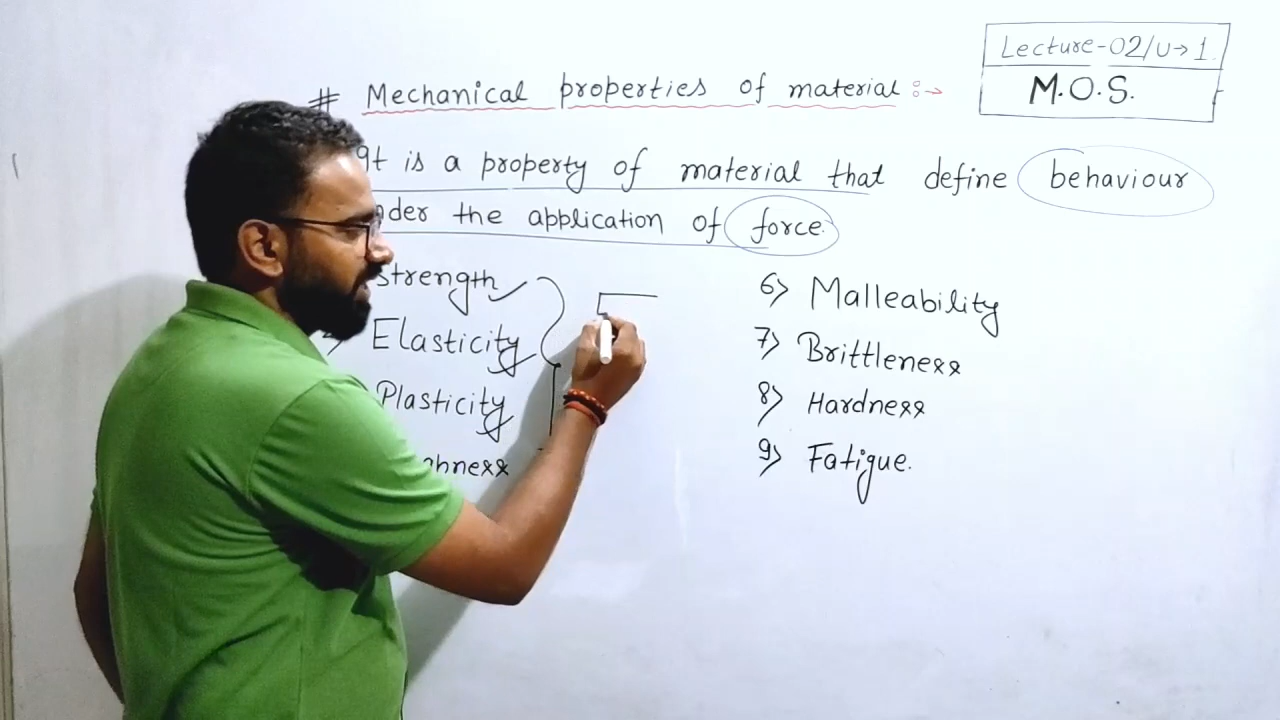 Lecture-02/U→1
M.O.S.
# Mechanical properties of material :→
It is a property of material that define behaviour
the application of force.
strength
Elasticity
Plasticity
6> Malleability
7> Brittleness
8> Hardness
9> Fatigue.